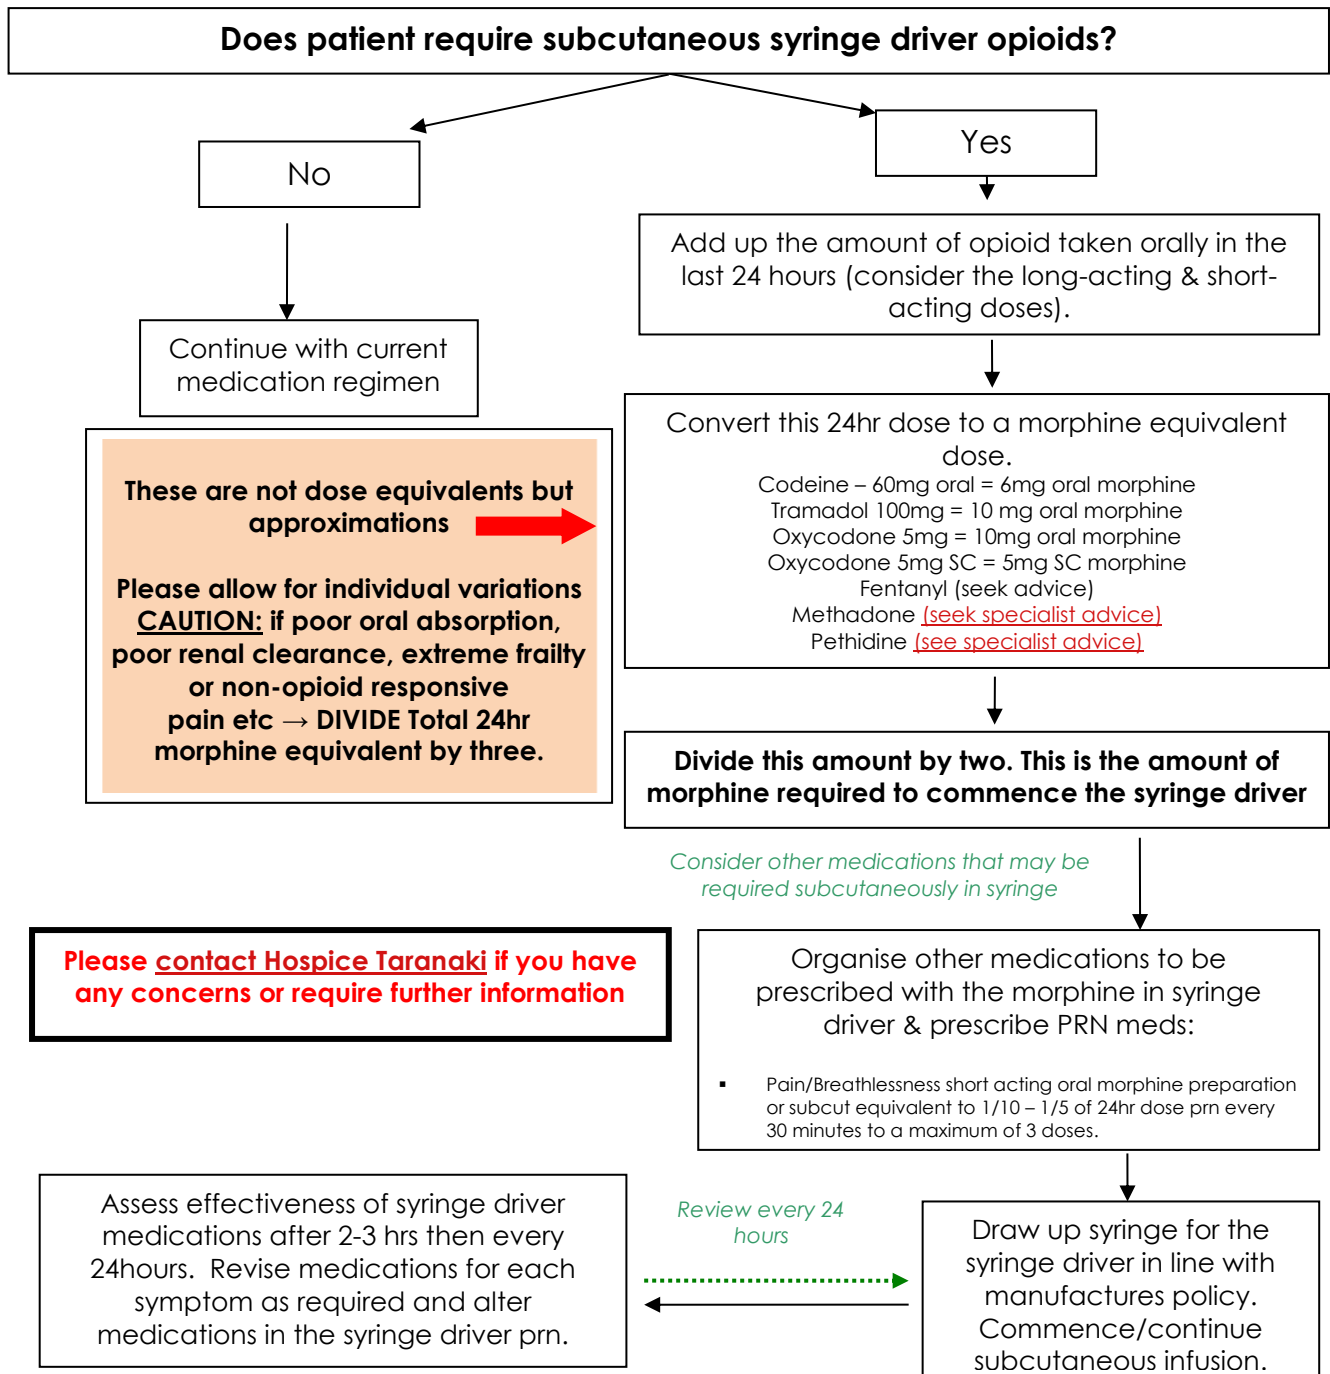 Does patient require subcutaneous syringe driver opioids?
No
Yes
Continue with current
medication regimen
Add up the amount of opioid taken orally in the
last 24 hours (consider the long-acting & short-
acting doses).
These are not dose equivalents but
approximations
Please allow for individual variations
CAUTION: if poor oral absorption,
poor renal clearance, extreme frailty
or non-opioid responsive
pain etc → DIVIDE Total 24hr
morphine equivalent by three.
Convert this 24hr dose to a morphine equivalent
dose.
Codeine – 60mg oral = 6mg oral morphine
Tramadol 100mg = 10 mg oral morphine
Oxycodone 5mg = 10mg oral morphine
Oxycodone 5mg SC = 5mg SC morphine
Fentanyl (seek advice)
Methadone (seek specialist advice)
Pethidine (see specialist advice)
Divide this amount by two. This is the amount of
morphine required to commence the syringe driver
Consider other medications that may be
required subcutaneously in syringe
Please contact Hospice Taranaki if you have
any concerns or require further information
Organise other medications to be
prescribed with the morphine in syringe
driver & prescribe PRN meds:
▪ Pain/Breathlessness short acting oral morphine preparation
or subcut equivalent to 1/10 – 1/5 of 24hr dose prn every
30 minutes to a maximum of 3 doses.
Assess effectiveness of syringe driver
medications after 2-3 hrs then every
24hours. Revise medications for each
symptom as required and alter
medications in the syringe driver prn.
Review every 24
hours
Draw up syringe for the
syringe driver in line with
manufactures policy.
Commence/continue
subcutaneous infusion.